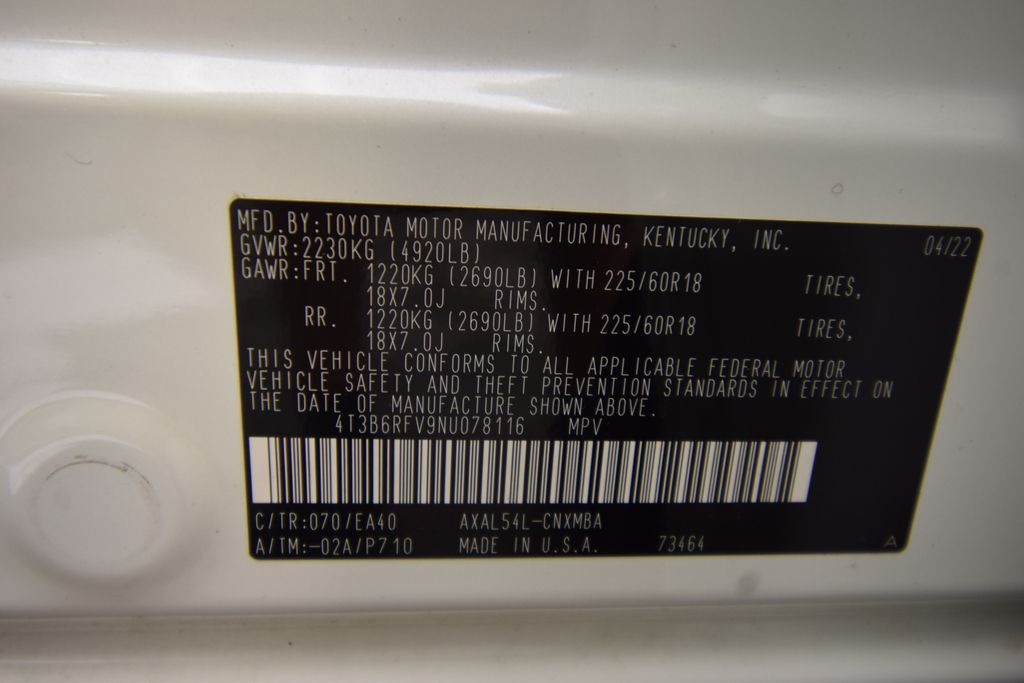 MFD.BY:TOYOTA MOTOR MANUFACTURING, KENTUCKY, INC. 04/22
GVWR:2230KG (4920LB)
GAWR:FRT. 1220KG (2690LB) WITH 225/60R18 TIRES,
18X7.0J RIMS.
RR. 1220KG (2690LB) WITH 225/60R18 TIRES,
18X7.0J RIMS.
THIS VEHICLE CONFORMS TO ALL APPLICABLE FEDERAL MOTOR
VEHICLE SAFETY AND THEFT PREVENTION STANDARDS IN EFFECT ON
THE DATE OF MANUFACTURE SHOWN ABOVE.
4T3B6RFV9NU078116 MPV
C/TR:070/EA40 AXAL54L-CNXMBA
A/TM:-02A/P710 MADE IN U.S.A. 73464 A